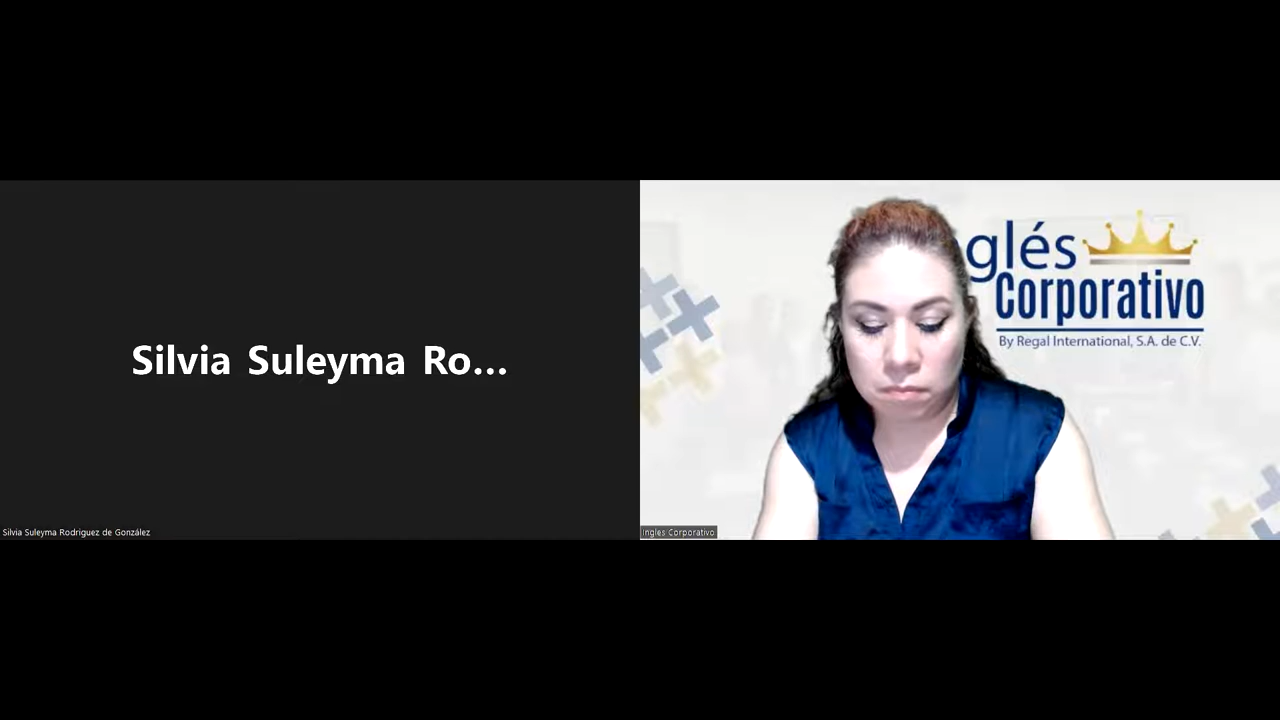 Silvia Suleyma Ro...
Silvia Suleyma Rodriguez de González
glés
Corporativo
By Regal International, S.A. de C.V.
Ingles Corporativo